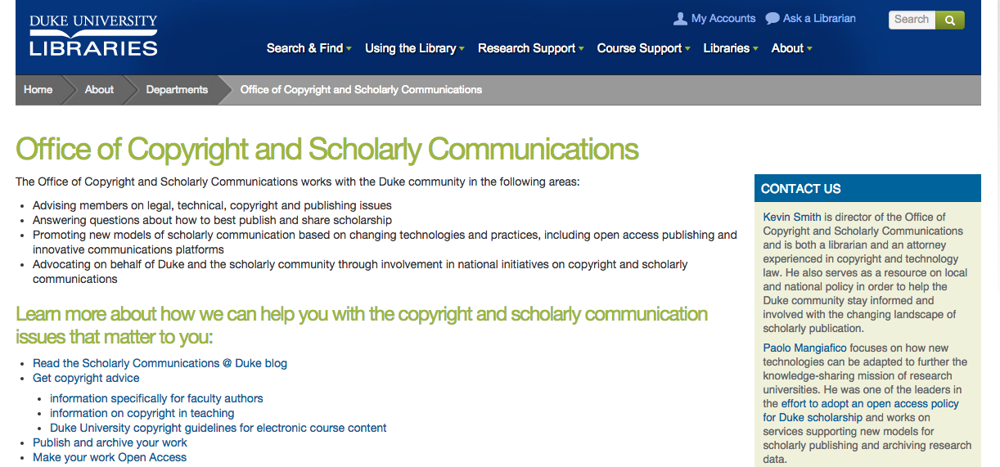 DUKE UNIVERSITY
LIBRARIES
My Accounts
Ask a Librarian
Search
Search & Find
Using the Library
Research Support
Course Support
Libraries
About
Home
About
Departments
Office of Copyright and Scholarly Communications
Office of Copyright and Scholarly Communications
The Office of Copyright and Scholarly Communications works with the Duke community in the following areas:
• Advising members on legal, technical, copyright and publishing issues
• Answering questions about how to best publish and share scholarship
• Promoting new models of scholarly communication based on changing technologies and practices, including open access publishing and
innovative communications platforms
• Advocating on behalf of Duke and the scholarly community through involvement in national initiatives on copyright and scholarly
communications
Learn more about how we can help you with the copyright and scholarly communication
issues that matter to you:
• Read the Scholarly Communications @ Duke blog
• Get copyright advice
• information specifically for faculty authors
• information on copyright in teaching
• Duke University copyright guidelines for electronic course content
• Publish and archive your work
• Make your work Open Access
CONTACT US
Kevin Smith is director of the Office of
Copyright and Scholarly Communications
and is both a librarian and an attorney
experienced in copyright and technology
law. He also serves as a resource on local
and national policy in order to help the
Duke community stay informed and
involved with the changing landscape of
scholarly publication.
Paolo Mangiafico focuses on how new
technologies can be adapted to further the
knowledge-sharing mission of research
universities. He was one of the leaders in
the effort to adopt an open access policy
for Duke scholarship and works on
services supporting new models for
scholarly publishing and archiving research
data.